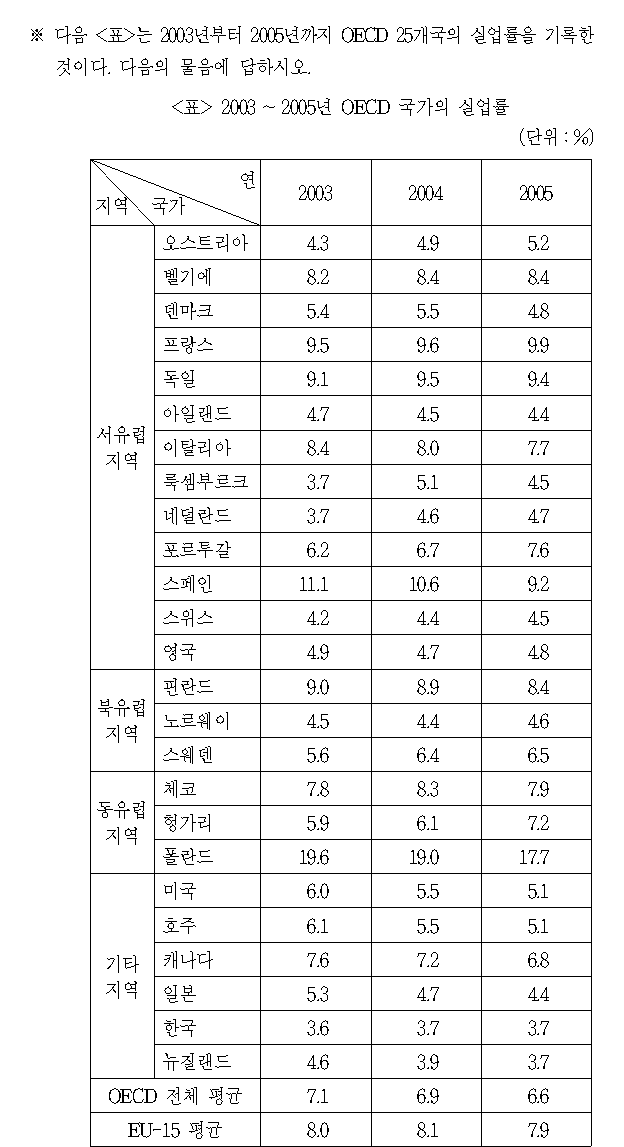 ※ 다음 <표>는 2003년부터 2005년까지 OECD 25개국의 실업률을 기록한
것이다. 다음의 물음에 답하시오.
<표> 2003 ~ 2005년 OECD 국가의 실업률
(단위 : %)
지역 국가 연 2003 2004 2005
서유럽 지역
오스트리아 4.3 4.9 5.2
벨기에 8.2 8.4 8.4
덴마크 5.4 5.5 4.8
프랑스 9.5 9.6 9.9
독일 9.1 9.5 9.4
아일랜드 4.7 4.5 4.4
이탈리아 8.4 8.0 7.7
룩셈부르크 3.7 5.1 4.5
네덜란드 3.7 4.6 4.7
포르투갈 6.2 6.7 7.6
스페인 11.1 10.6 9.2
스위스 4.2 4.4 4.5
영국 4.9 4.7 4.8
북유럽 지역
핀란드 9.0 8.9 8.4
노르웨이 4.5 4.4 4.6
스웨덴 5.6 6.4 6.5
동유럽 지역
체코 7.8 8.3 7.9
헝가리 5.9 6.1 7.2
폴란드 19.6 19.0 17.7
기타 지역
미국 6.0 5.5 5.1
호주 6.1 5.5 5.1
캐나다 7.6 7.2 6.8
일본 5.3 4.7 4.4
한국 3.6 3.7 3.7
뉴질랜드 4.6 3.9 3.7
OECD 전체 평균 7.1 6.9 6.6
EU-15 평균 8.0 8.1 7.9